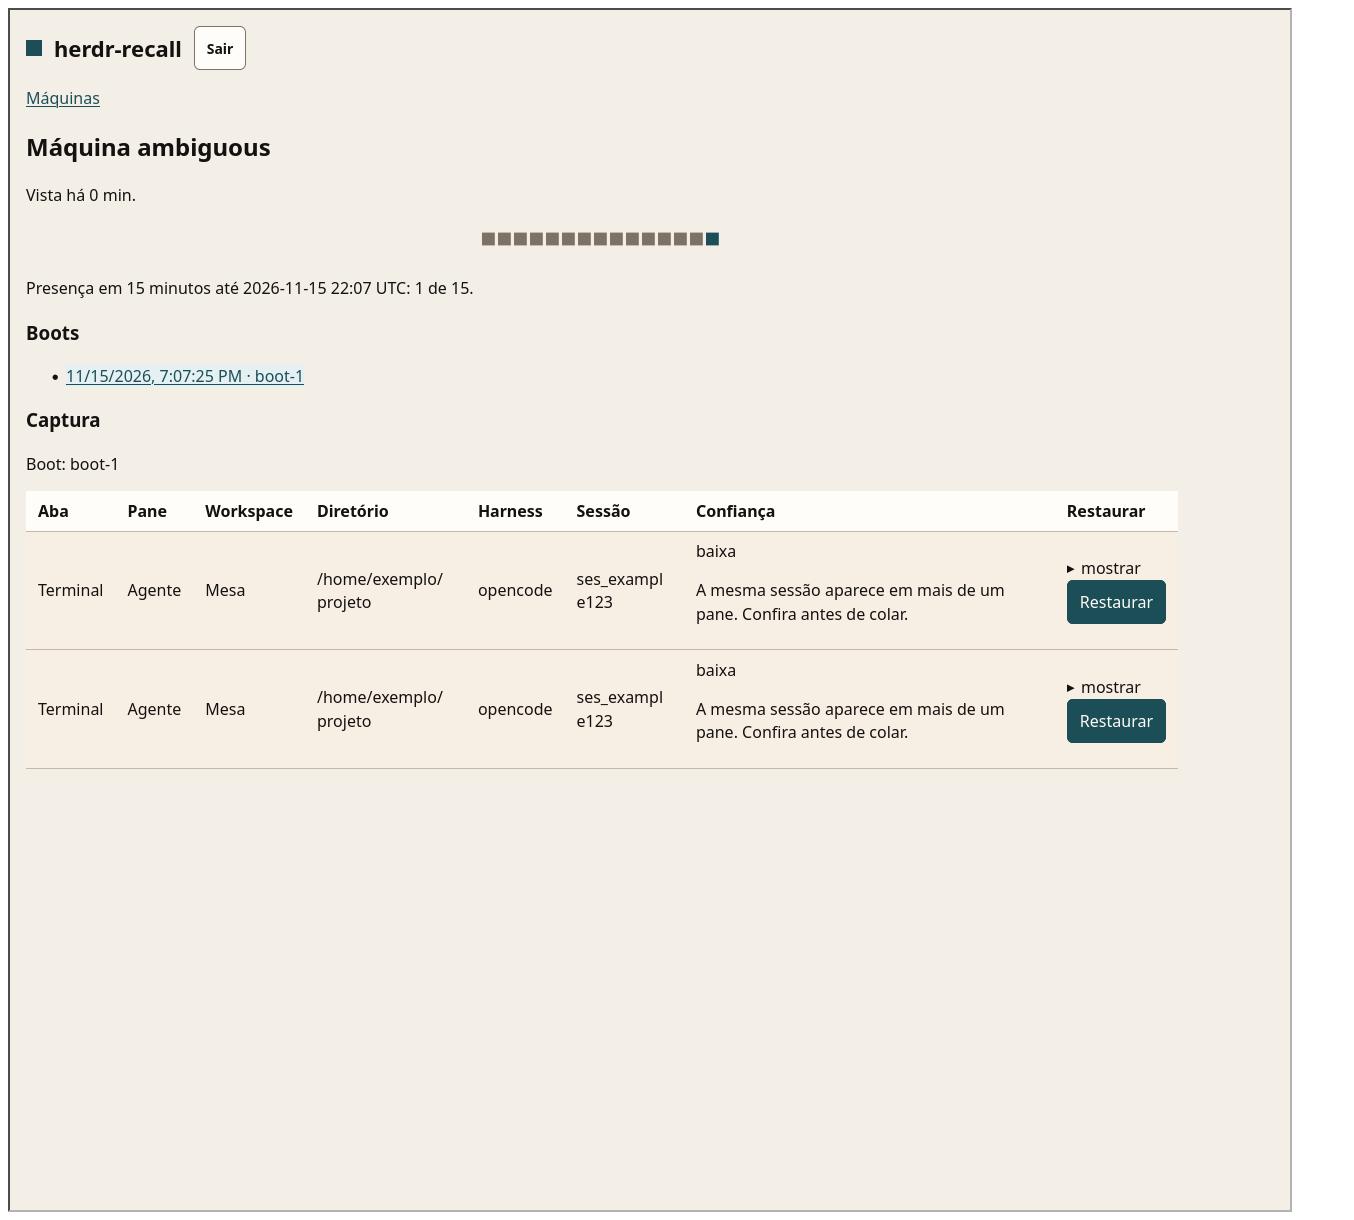 herdr-recall Sair
Máquinas
Máquina ambiguous
Vista há 0 min.
Presença em 15 minutos até 2026-11-15 22:07 UTC: 1 de 15.
Boots
• 11/15/2026, 7:07:25 PM · boot-1
Captura
Boot: boot-1
Aba Pane Workspace Diretório Harness Sessão Confiança Restaurar
Terminal Agente Mesa /home/exemplo/
projeto opencode ses_exampl
e123 baixa
A mesma sessão aparece em mais de um
pane. Confira antes de colar.
▸ mostrar
Restaurar
Terminal Agente Mesa /home/exemplo/
projeto opencode ses_exampl
e123 baixa
A mesma sessão aparece em mais de um
pane. Confira antes de colar.
▸ mostrar
Restaurar